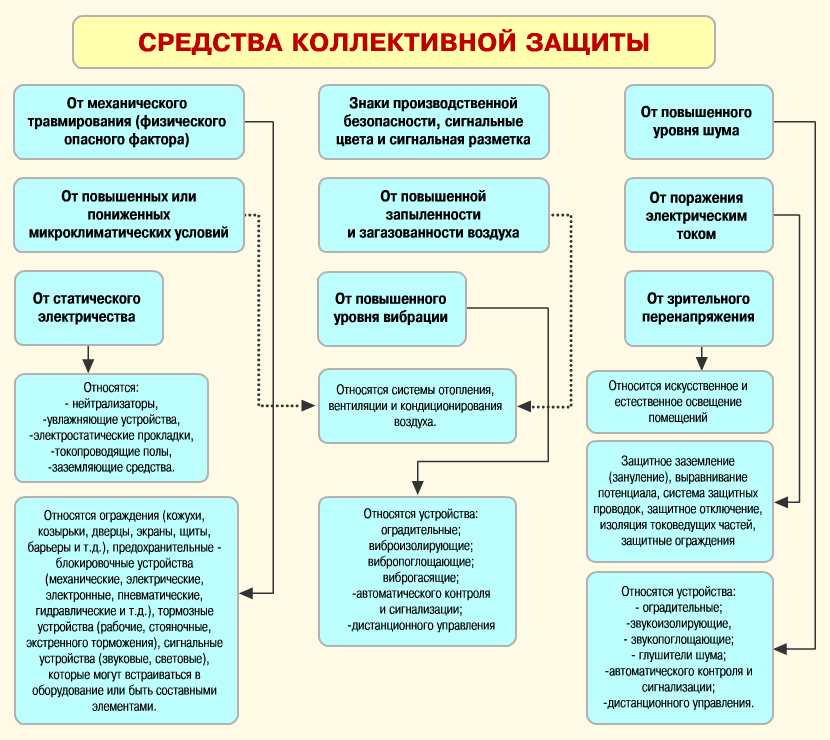 СРЕДСТВА КОЛЛЕКТИВНОЙ ЗАЩИТЫ
От механического
травмирования (физического
опасного фактора)
Знаки производственной
безопасности, сигнальные
цвета и сигнальная разметка
От повышенного
уровня шума
От повышенных или
пониженных
микроклиматических условий
От повышенной
запыленности
и загазованности воздуха
От поражения
электрическим
током
От статического
электричества
От повышенного
уровня вибрации
От зрительного
перенапряжения
Относятся:
- нейтрализаторы,
-увлажняющие устройства,
-электростатические прокладки,
-токопроводящие полы,
-заземляющие средства.
Относятся системы отопления,
вентиляции и кондиционирования
воздуха.
Относится искусственное и
естественное освещение
помещений
Защитное заземление
(зануление), выравнивание
потенциала, система защитных
проводок, защитное отключение,
изоляция токоведущих частей,
защитные ограждения
Относятся ограждения (кожухи,
козырьки, дверцы, экраны, щиты,
барьеры и т.д.), предохранительные -
блокировочные устройства
(механические, электрические,
электронные, пневматические,
гидравлические и т.д.), тормозные
устройства (рабочие, стояночные,
экстренного торможения), сигнальные
устройства (звуковые, световые),
которые могут встраиваться в
оборудование или быть составными
элементами.
Относятся устройства:
оградительные;
виброизолирующие;
вибропоглощающие;
виброгасящие;
-автоматического контроля
и сигнализации;
-дистанционного управления
Относятся устройства:
- оградительные;
-звукоизолирующие,
- звукопоглощающие;
- глушители шума;
-автоматического контроля и
сигнализации;
-дистанционного управления.